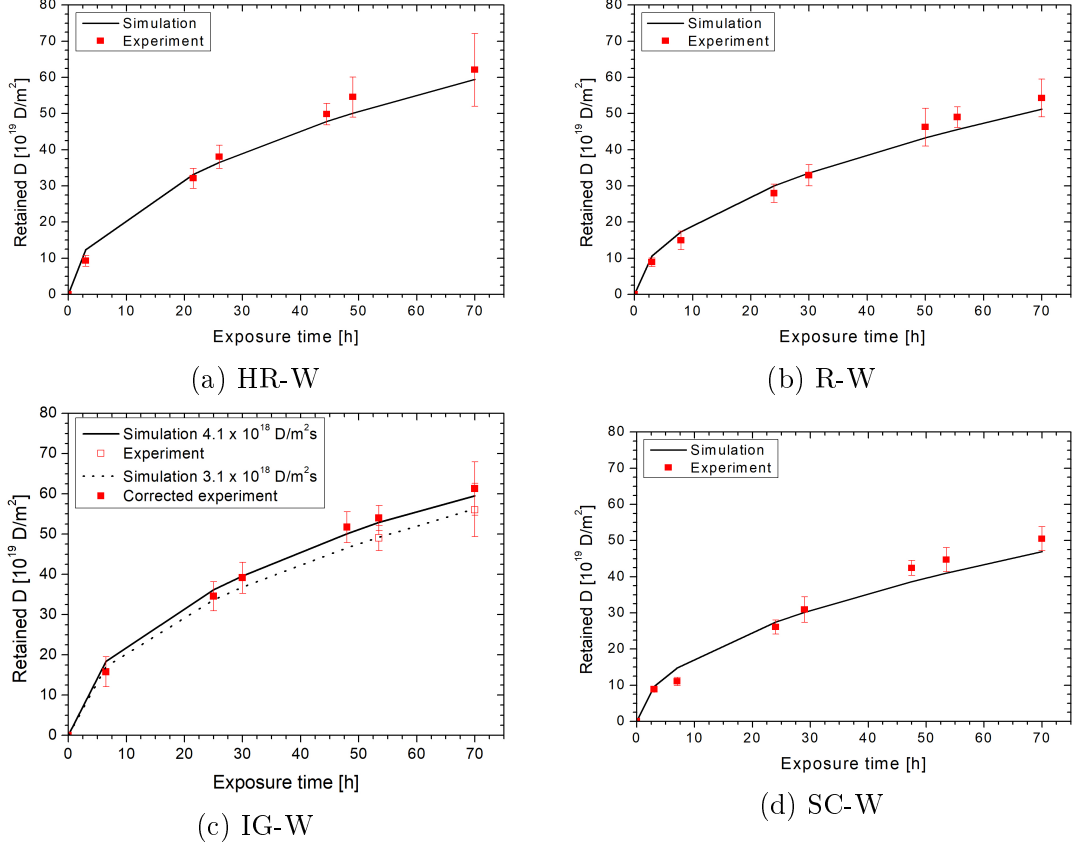 80
70
60
50
40
30
20
10
0
Retained D [10^19 D/m^2]
Simulation
Experiment
0 10 20 30 40 50 60 70
Exposure time [h]
(a) HR-W
80
70
60
50
40
30
20
10
0
Retained D [10^19 D/m^2]
Simulation
Experiment
0 10 20 30 40 50 60 70
Exposure time [h]
(b) R-W
80
70
60
50
40
30
20
10
0
Retained D [10^19 D/m^2]
Simulation 4.1 x 10^18 D/m^2s
Experiment
Simulation 3.1 x 10^18 D/m^2s
Corrected experiment
0 10 20 30 40 50 60 70
Exposure time [h]
(c) IG-W
80
70
60
50
40
30
20
10
0
Retained D [10^19 D/m^2]
Simulation
Experiment
0 10 20 30 40 50 60 70
Exposure time [h]
(d) SC-W